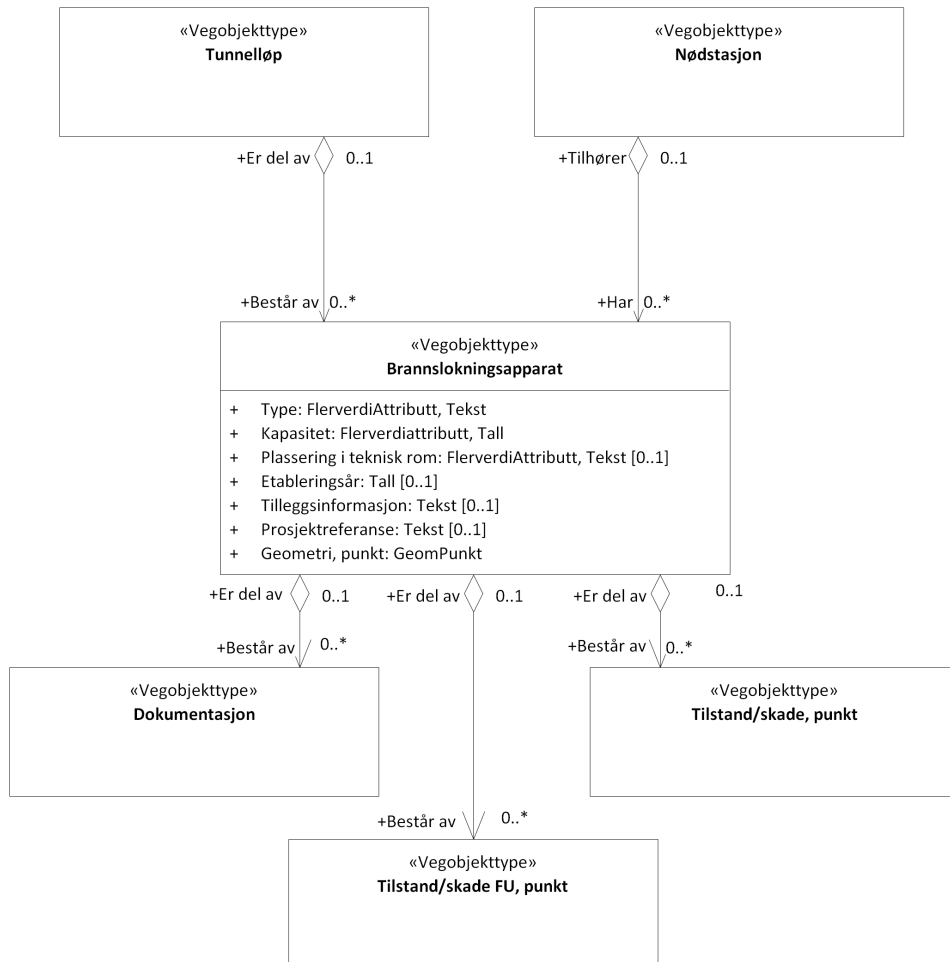 «Vegobjekttype»
Tunnelløp
«Vegobjekttype»
Nødstasjon
+Er del av 0..1
+Tilhører 0..1
+Består av 0..*
+Har 0..*
«Vegobjekttype»
Brannslokningsapparat
+ Type: FlerverdiAttributt, Tekst
+ Kapasitet: Flerverdiattributt, Tall
+ Plassering i teknisk rom: FlerverdiAttributt, Tekst [0..1]
+ Etableringsår: Tall [0..1]
+ Tilleggsinformasjon: Tekst [0..1]
+ Prosjektreferanse: Tekst [0..1]
+ Geometri, punkt: GeomPunkt
+Er del av 0..1
+Er del av 0..1
+Er del av 0..1
+Består av 0..*
+Består av 0..*
«Vegobjekttype»
Dokumentasjon
«Vegobjekttype»
Tilstand/skade, punkt
+Består av 0..*
«Vegobjekttype»
Tilstand/skade FU, punkt